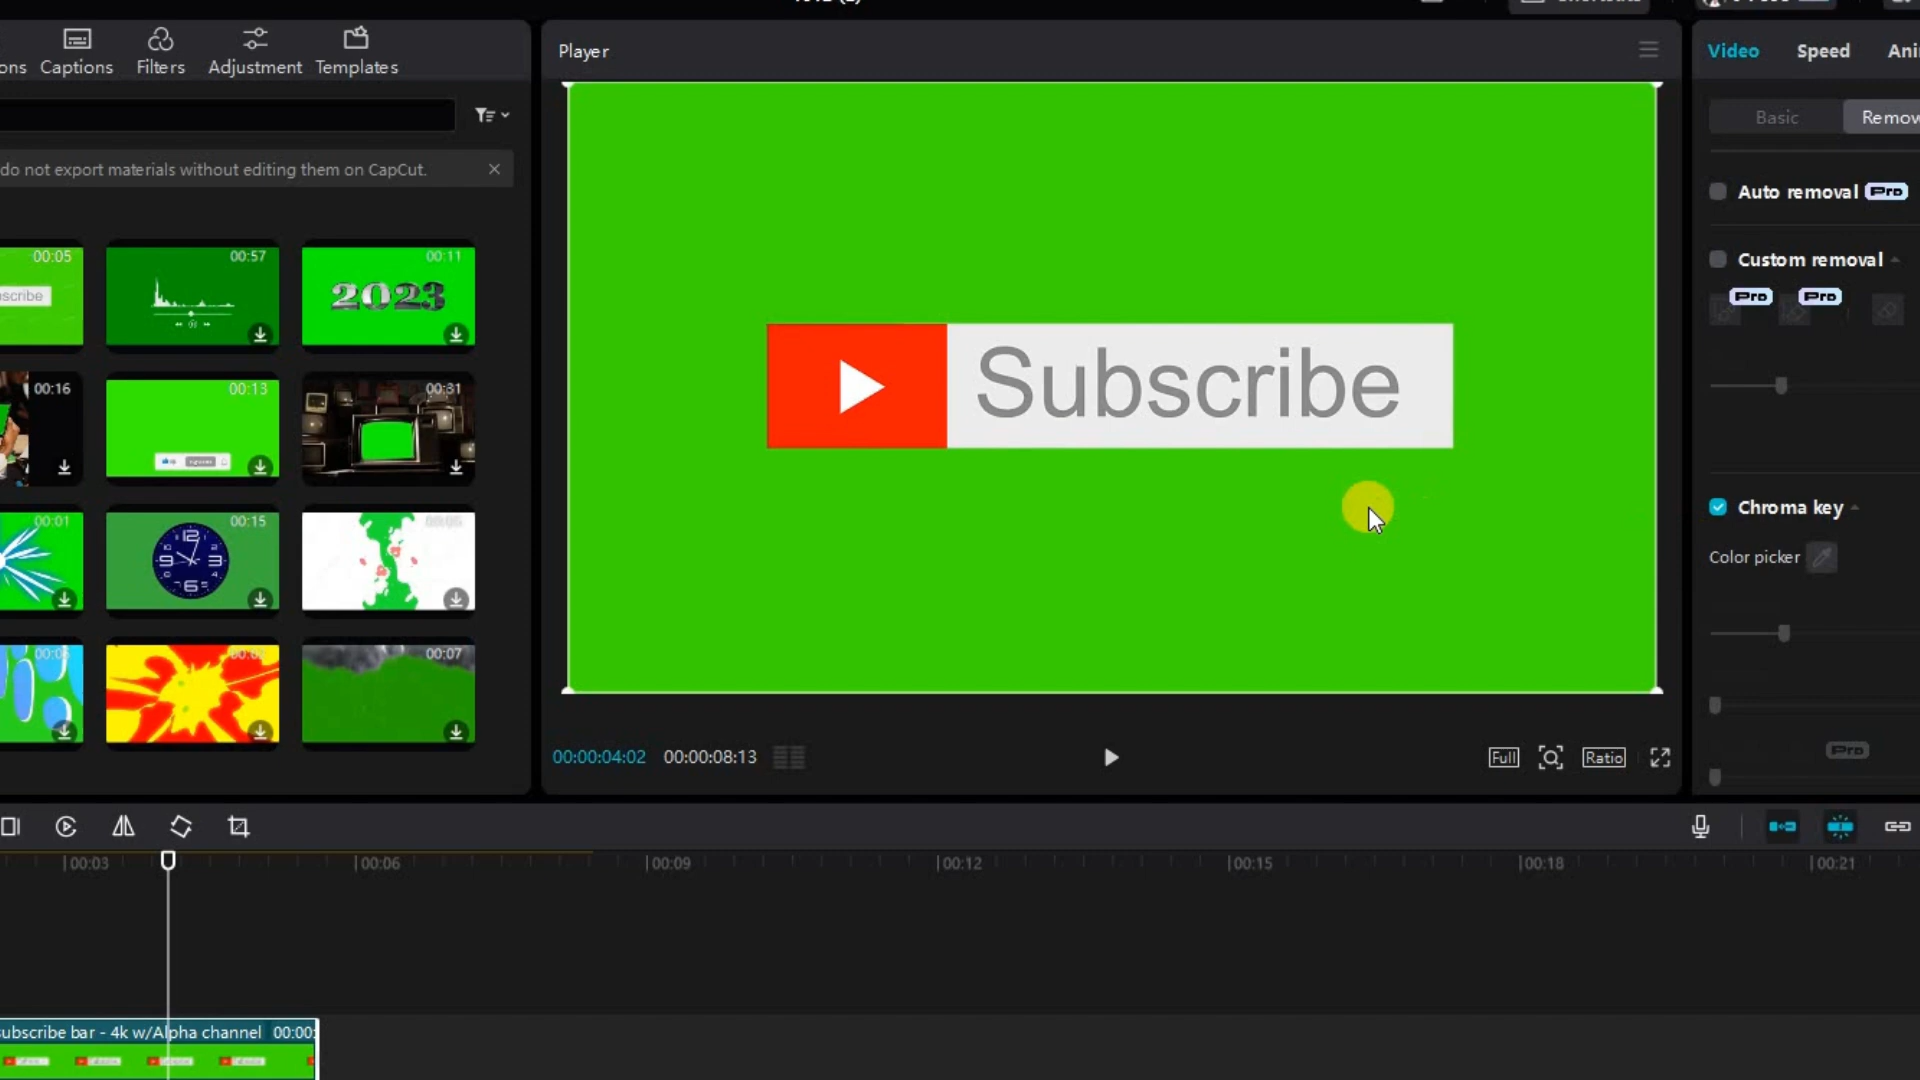 ons Captions Filters Adjustment Templates
do not export materials without editing them on CapCut.
00:05
scribe
00:57
00:11
2023
00:16
00:13
00:31
00:01
00:15
00:07
Player
Subscribe
00:00:04:02 00:00:08:13
Full
Ratio
Video Speed Ani
Basic Remov
Auto removal Pro
Custom removal
Pro Pro
Chroma key
Color picker
Pro
00:03 00:06 00:09 00:12 00:15 00:18 00:21
ubscribe bar - 4k w/Alpha channel 00:00: